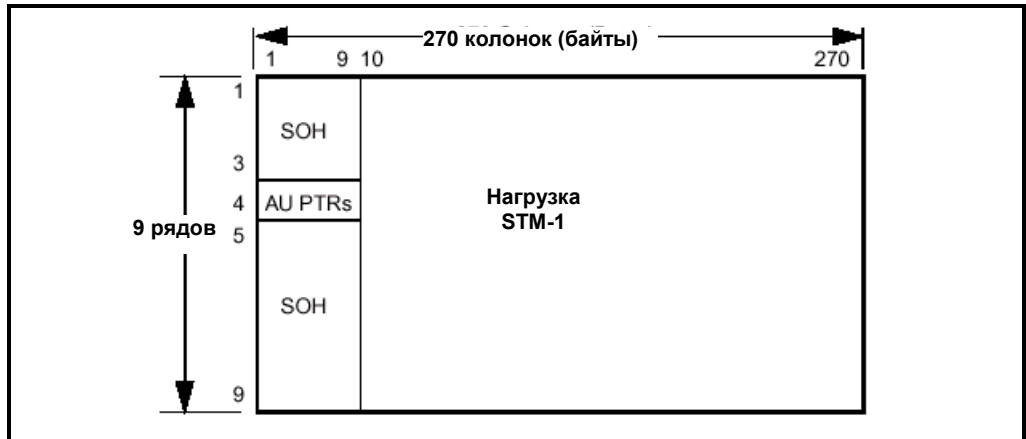 270 колонок (байты)
1 9 10 270
1
SOH
3
4 AU PTRs
Нагрузка
STM-1
9 рядов
5
SOH
9